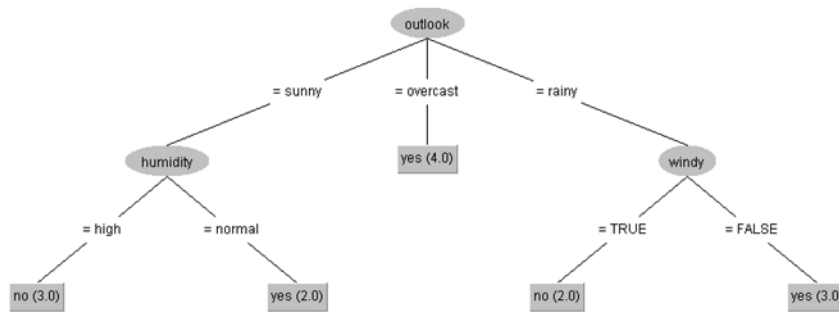 outlook
= sunny
= overcast
= rainy
humidity
yes (4.0)
windy
= high
= normal
= TRUE
= FALSE
no (3.0)
yes (2.0)
no (2.0)
yes (3.0